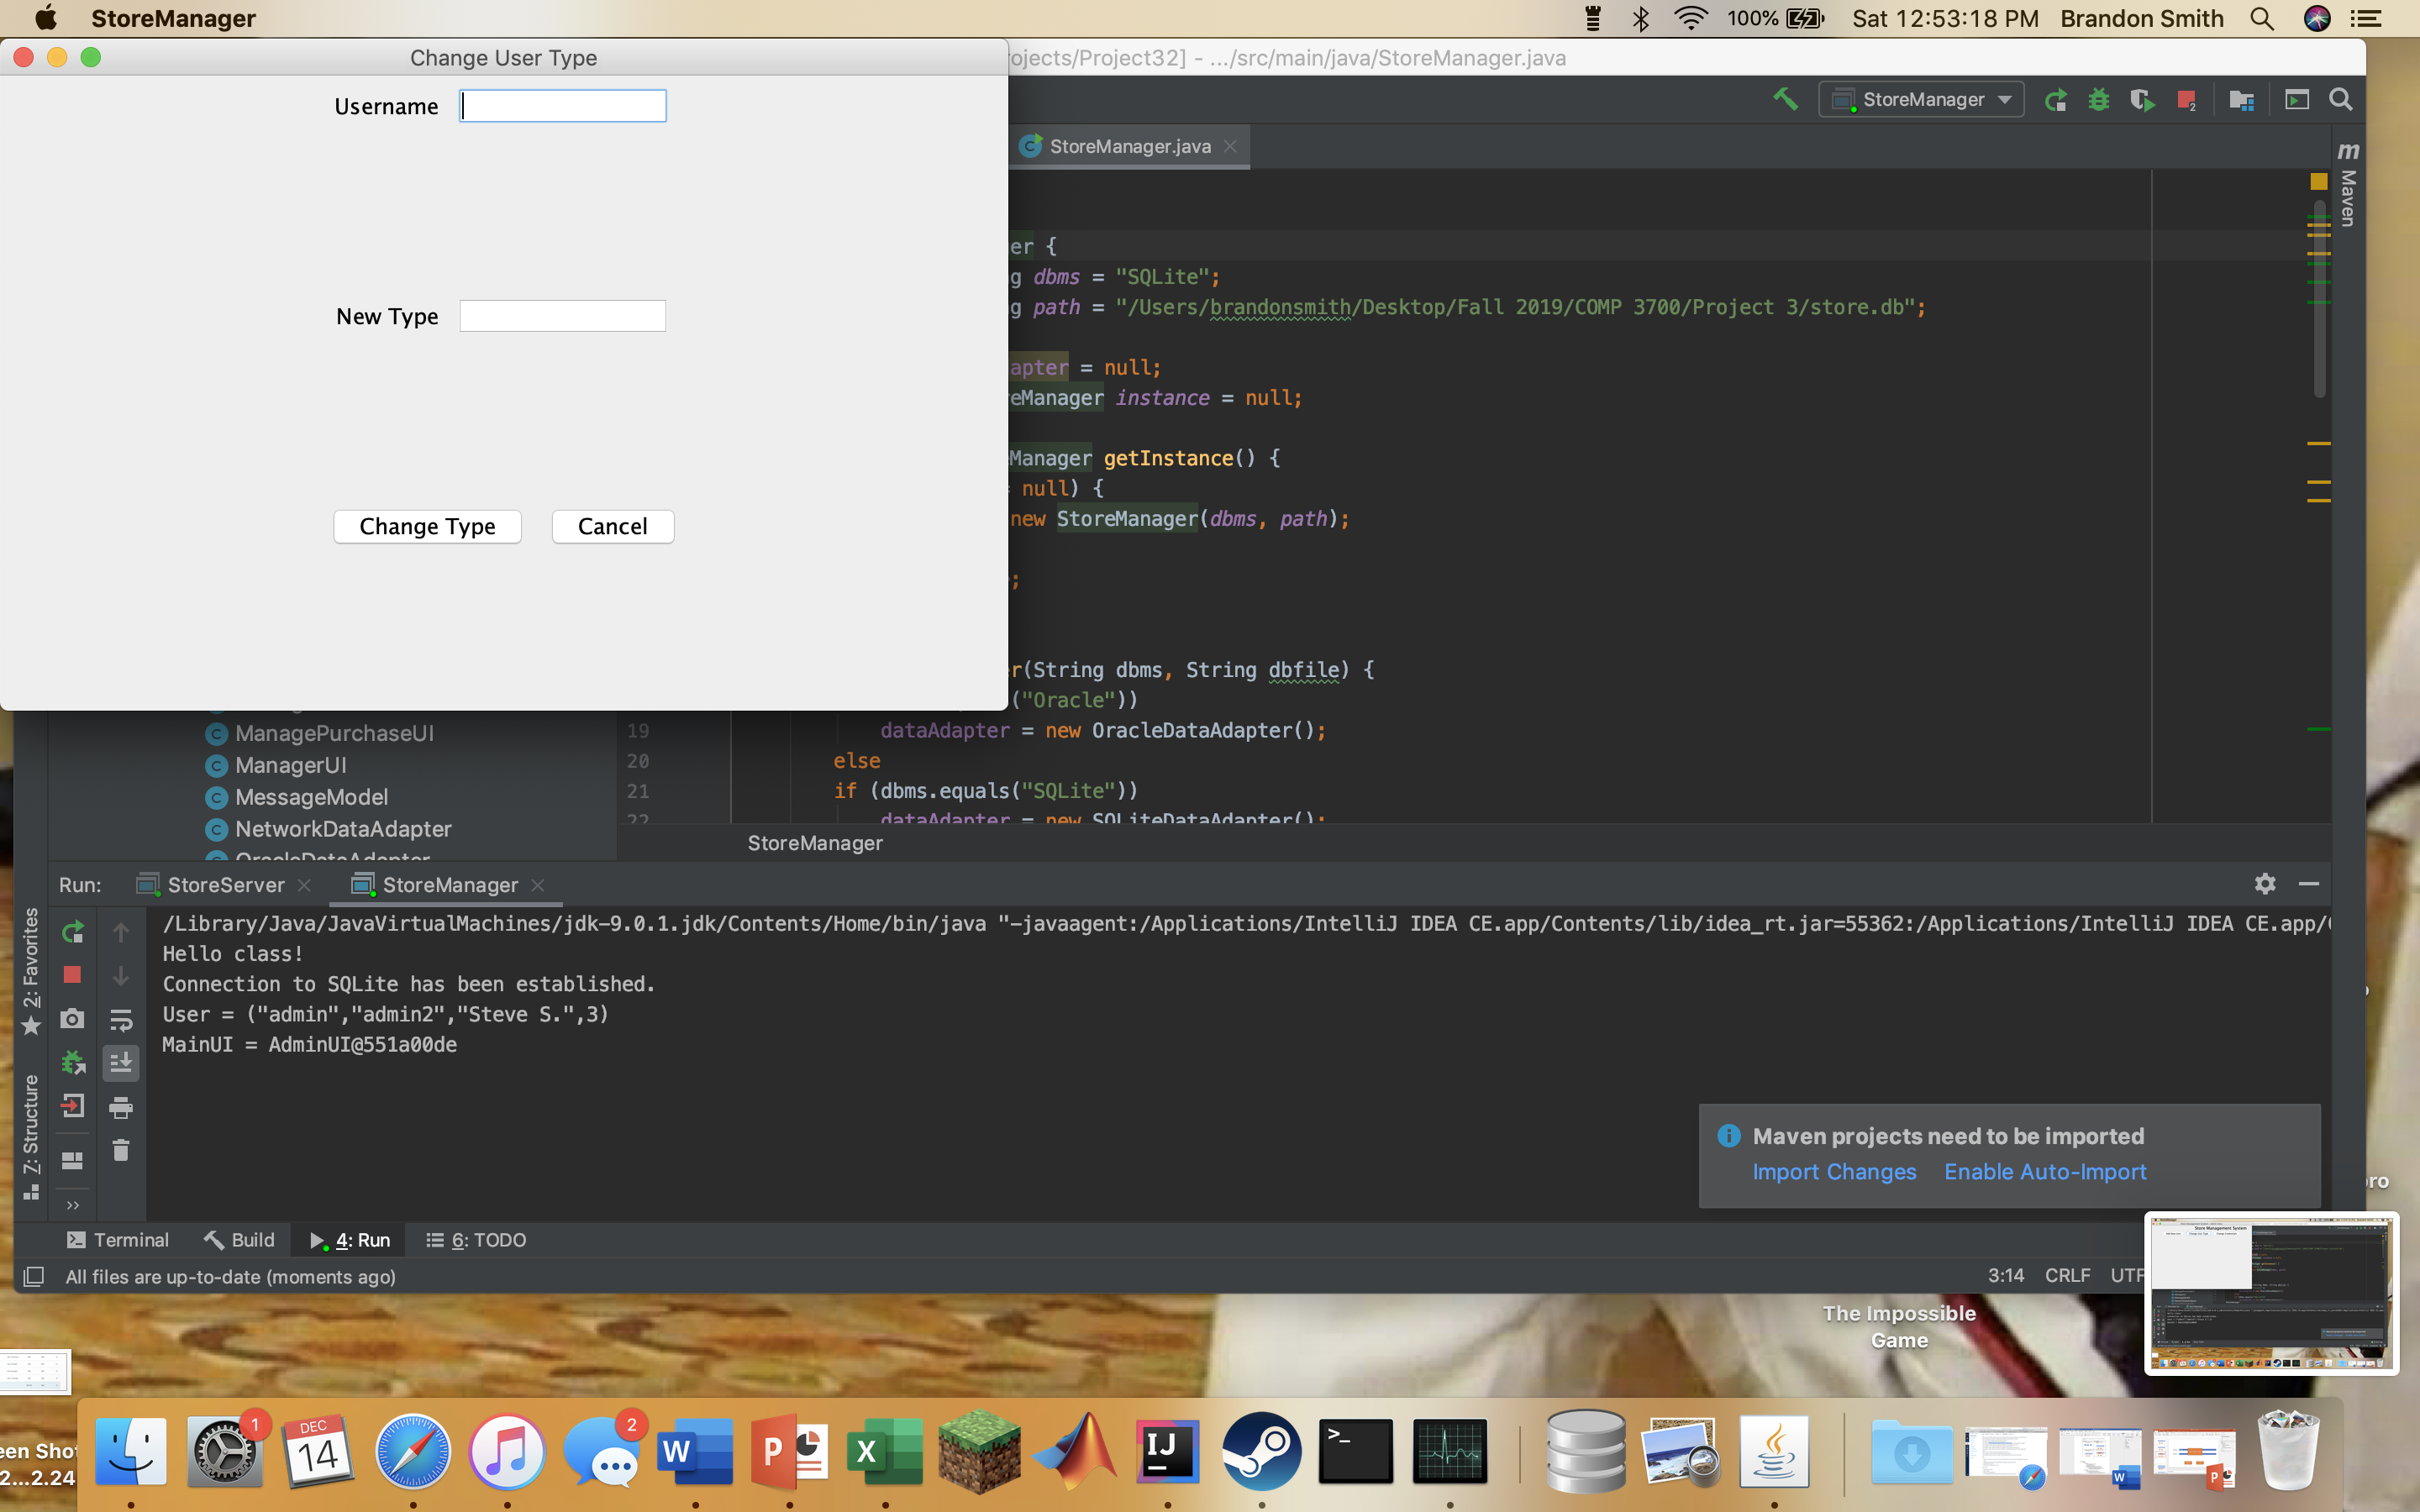 StoreManager
100%
Sat 12:53:18 PM Brandon Smith
Change User Type
ojects/Project32] - .../src/main/java/StoreManager.java
Username
New Type
Change Type
Cancel
StoreManager
2
StoreManager.java
m
Maven
er {
g dbms = "SQLite";
g path = "/Users/brandonsmith/Desktop/Fall 2019/COMP 3700/Project 3/store.db";
apter = null;
eManager instance = null;
Manager getInstance() {
= null) {
new StoreManager(dbms, path);
;
r(String dbms, String dbfile) {
("Oracle"))
19 dataAdapter = new OracleDataAdapter();
20 else
21 if (dbms.equals("SQLite"))
22 dataAdapter = new SQLiteDataAdapter();
ManagePurchaseUI
ManagerUI
MessageModel
NetworkDataAdapter
OracleDataAdapter
StoreManager
Run:
StoreServer
StoreManager
2: Favorites
7: Structure
/Library/Java/JavaVirtualMachines/jdk-9.0.1.jdk/Contents/Home/bin/java "-javaagent:/Applications/IntelliJ IDEA CE.app/Contents/lib/idea_rt.jar=55362:/Applications/IntelliJ IDEA CE.app/
Hello class!
Connection to SQLite has been established.
User = ("admin","admin2","Steve S.",3)
MainUI = AdminUI@551a00de
Maven projects need to be imported
Import Changes Enable Auto-Import
ro
Terminal
Build
4: Run
6: TODO
All files are up-to-date (moments ago)
3:14 CRLF UTF
Store Management System
The Impossible
Game
een Shot
2...2.24
1
DEC
14
2
W
P
X
IJ
>_
W
P